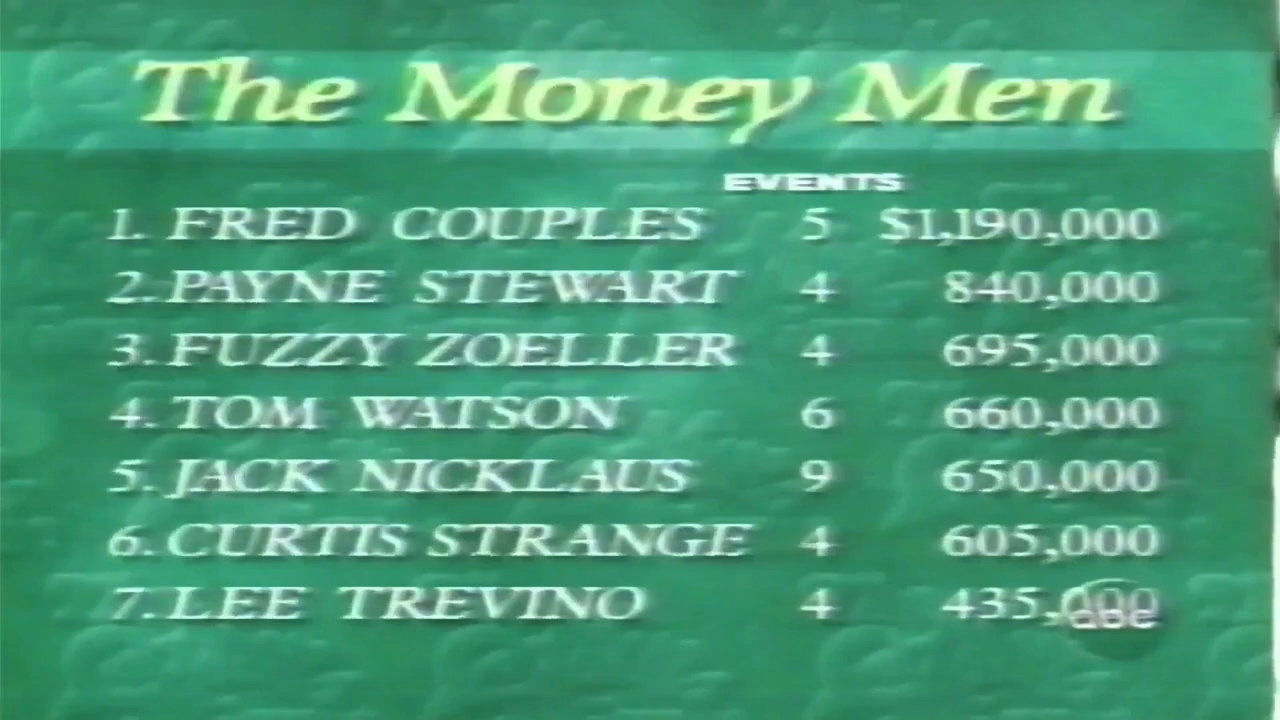 The Money Men
EVENTS
1. FRED COUPLES 5 $1,190,000
2. PAYNE STEWART 4 840,000
3. FUZZY ZOELLER 4 695,000
4. TOM WATSON 6 660,000
5. JACK NICKLAUS 9 650,000
6. CURTIS STRANGE 4 605,000
7. LEE TREVINO 4 435,000
abc